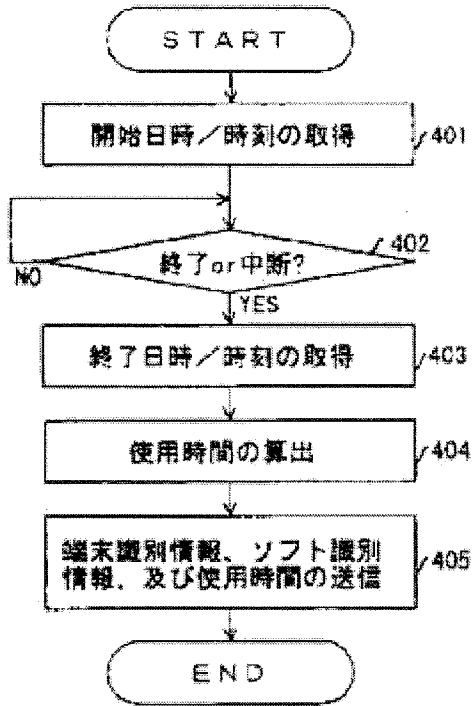 START
開始日時／時刻の取得
401
402
終了or中断?
NO
YES
終了日時／時刻の取得
403
使用時間の算出
404
端末識別情報、ソフト識別
情報、及び使用時間の送信
405
END